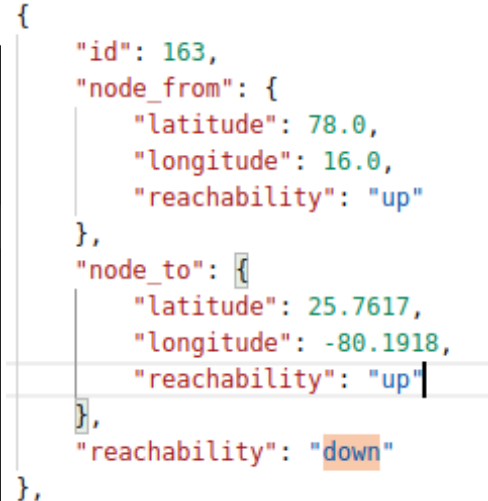 {
    "id": 163,
    "node_from": {
        "latitude": 78.0,
        "longitude": 16.0,
        "reachability": "up"
    },
    "node_to": {
        "latitude": 25.7617,
        "longitude": -80.1918,
        "reachability": "up"
    },
    "reachability": "down"
},